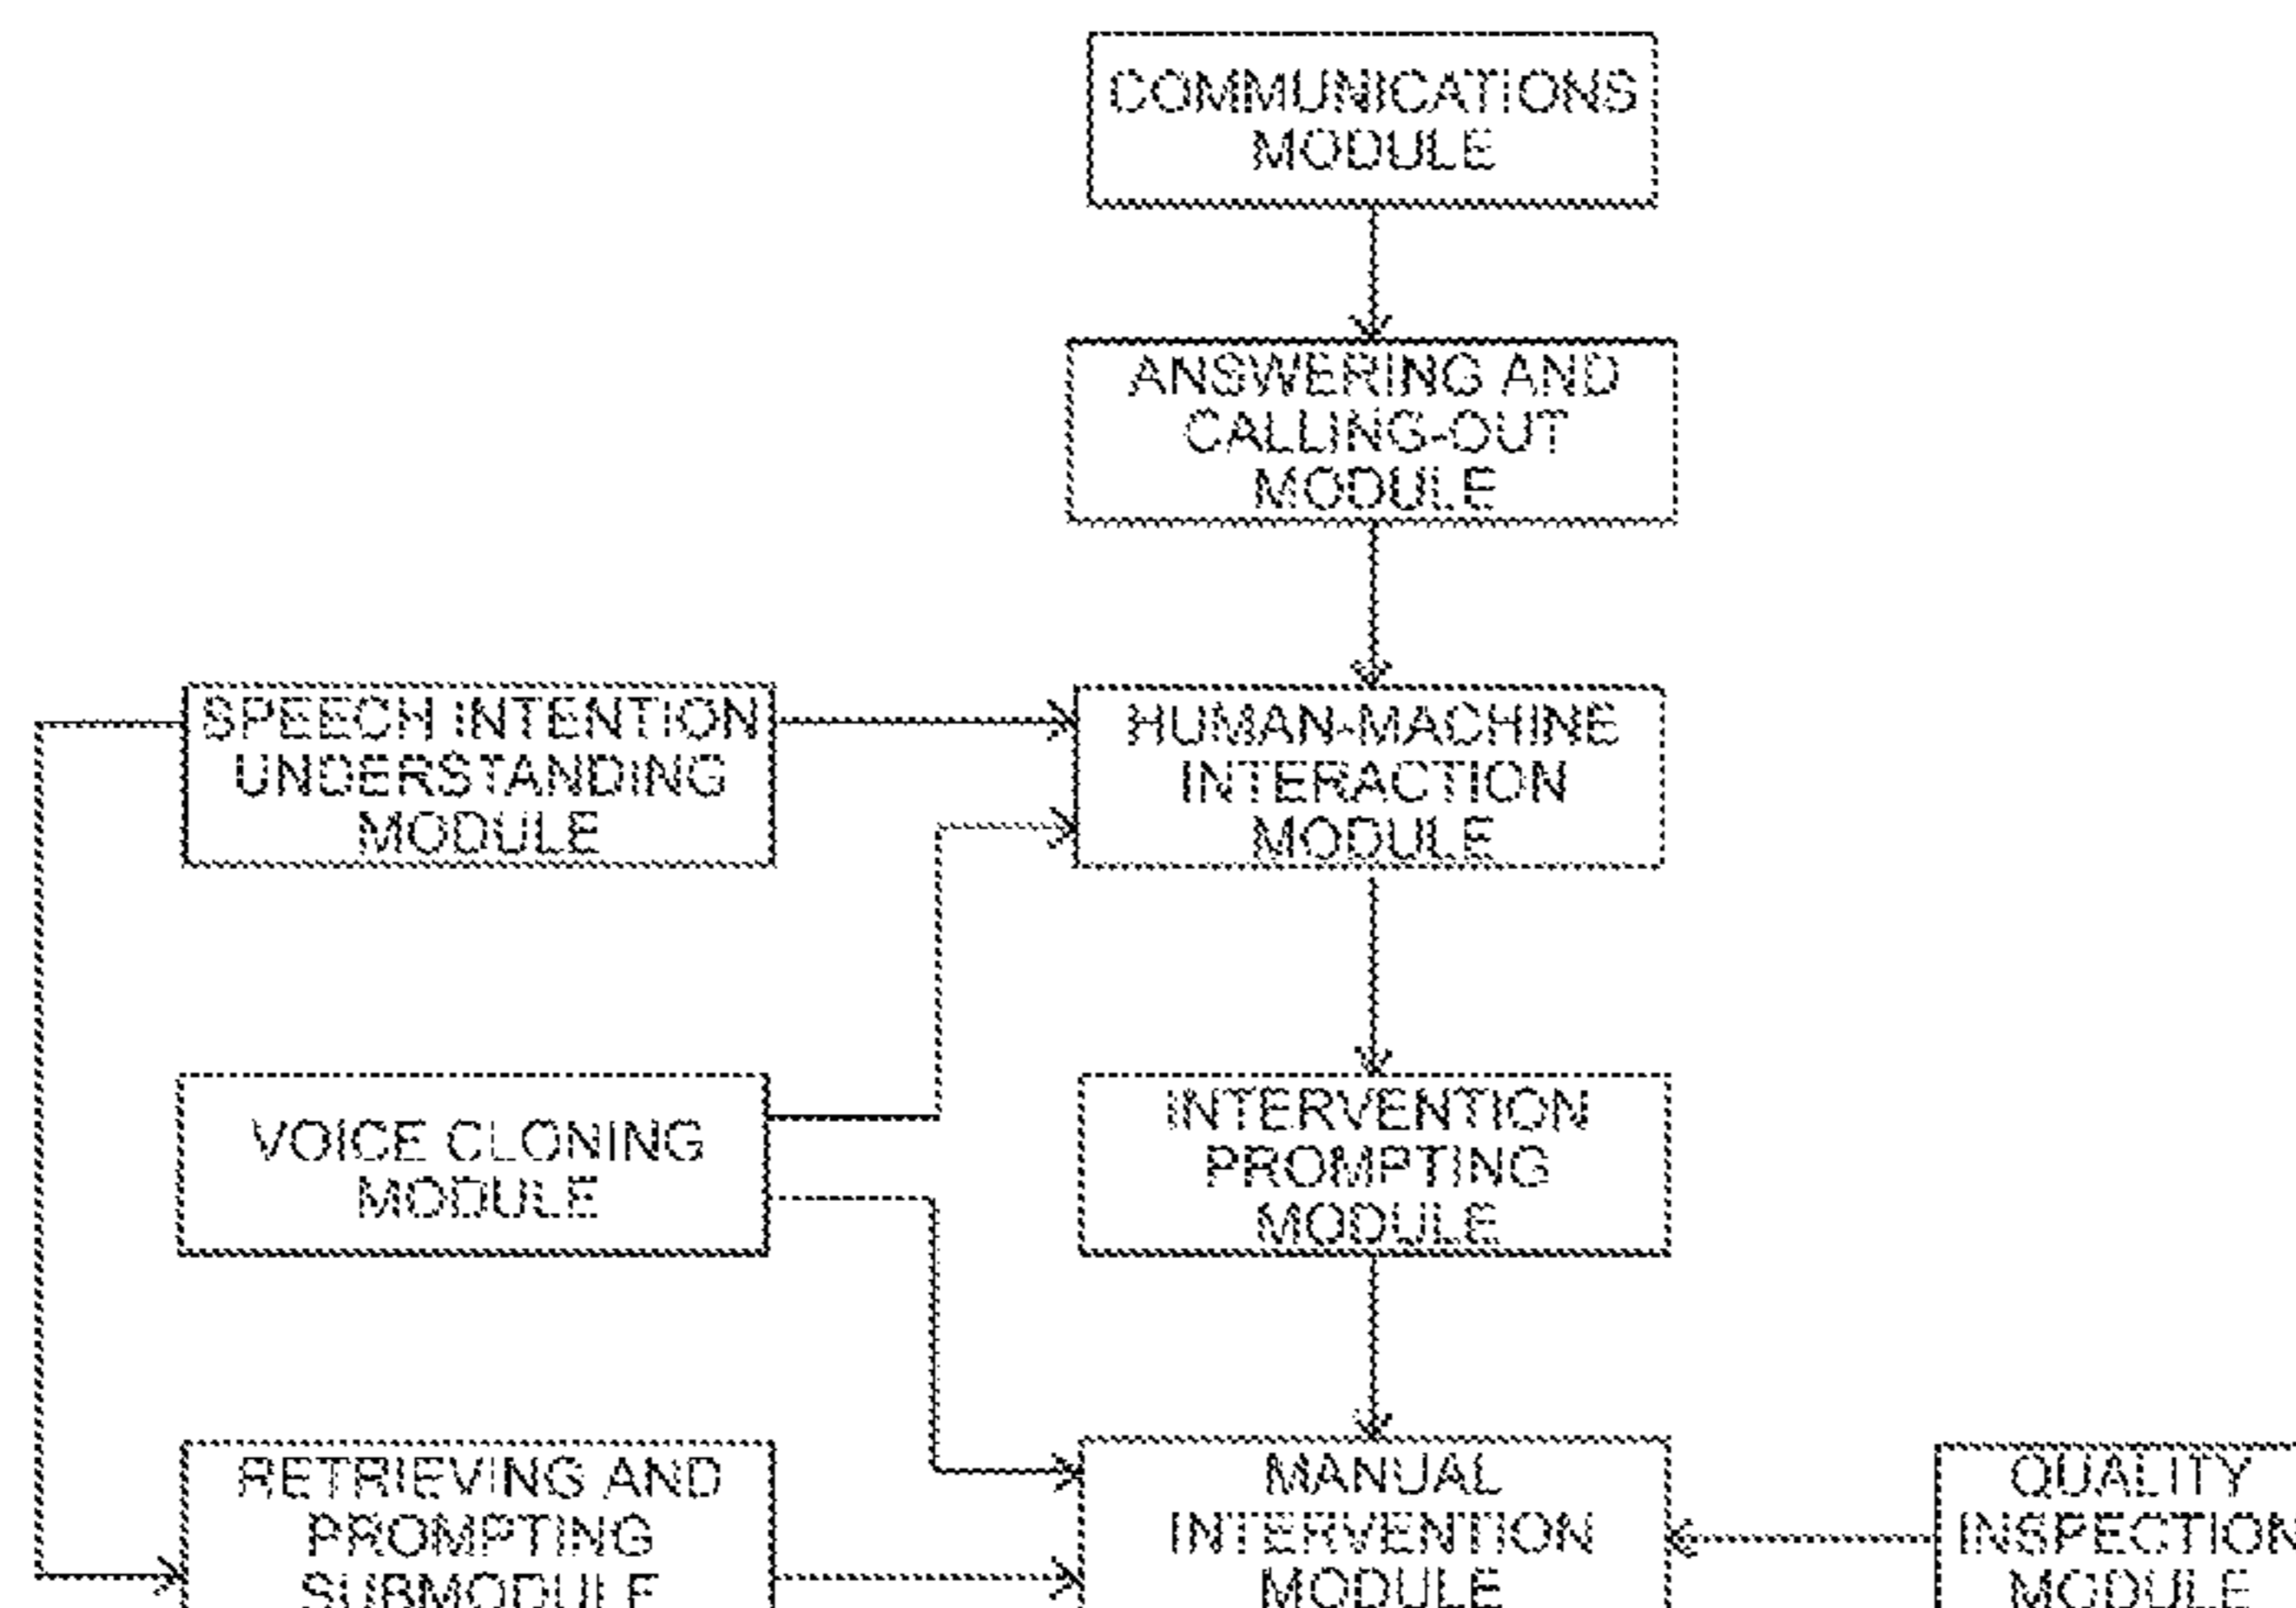 COMMUNICATIONS
MODULE
ANSWERING AND
CALLING-OUT
MODULE
SPEECH INTENTION
UNDERSTANDING
MODULE
HUMAN-MACHINE
INTERACTION
MODULE
VOICE CLONING
MODULE
INTERVENTION
PROMPTING
MODULE
RETRIEVING AND
PROMPTING
SUBMODULE
MANUAL
INTERVENTION
MODULE
QUALITY
INSPECTION
MODULE